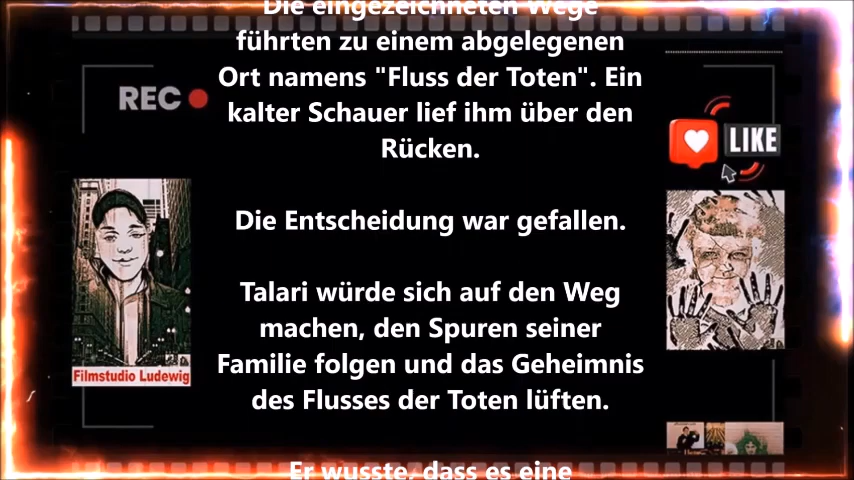 Die eingezeichneten Wege
führten zu einem abgelegenen
Ort namens "Fluss der Toten". Ein
kalter Schauer lief ihm über den
Rücken.
Die Entscheidung war gefallen.
Talari würde sich auf den Weg
machen, den Spuren seiner
Familie folgen und das Geheimnis
des Flusses der Toten lüften.
Er wusste, dass es eine
REC
Filmstudio Ludewig
LIKE